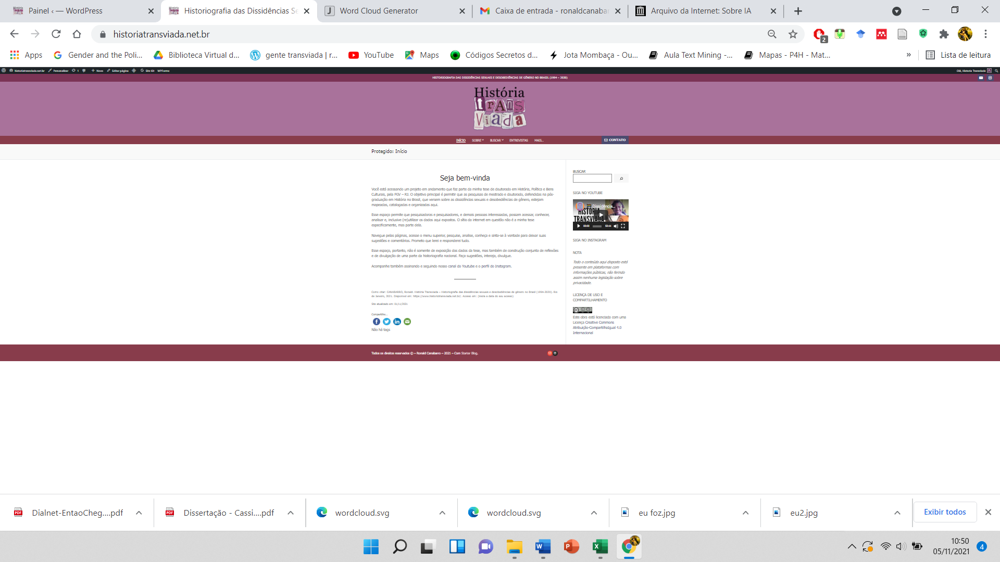 Painel ‹ — WordPress
Historiografia das Dissidências Se
Word Cloud Generator
Caixa de entrada - ronaldcanabar
Arquivo da Internet: Sobre IA
historiatransviada.net.br
2
Apps
Gender and the Poli...
Biblioteca Virtual d...
gente transviada | r...
YouTube
Maps
Códigos Secretos d...
Jota Mombaça - Ou...
Aula Text Mining -...
Mapas - P4H - Mat...
»
Lista de leitura
historiatransviada.net.br
Personalizar
1
Novo
Editar página
Site Kit
WPForms
Olá, Historia Transviada
HISTORIOGRAFIA DAS DISSIDÊNCIAS SEXUAIS E DESOBEDIÊNCIAS DE GÊNERO NO BRASIL (1994 – 2020)
História
trAns
Viada
INÍCIO
SOBRE
BUSCAR
ENTREVISTAS
MAIS...
CONTATO
Protegido: Início
Seja bem-vinda
Você está acessando um projeto em andamento que faz parte da minha tese de doutorado em História, Política e Bens
Culturais, pela FGV – RJ. O objetivo principal é permitir que as pesquisas de mestrado e doutorado, defendidas na pós-
graduação em História no Brasil, que versem sobre as dissidências sexuais e desobediências de gênero, estejam
mapeadas, catalogadas e organizadas aqui.
Esse espaço permite que pesquisadoras e pesquisadores, e demais pessoas interessadas, possam acessar, conhecer,
analisar e, inclusive (re)utilizar os dados aqui expostos. O sítio da internet em questão não é a minha tese
especificamente, mas parte dela.
Navegue pelas páginas, acesse o menu superior, pesquise, analise, conheça e sinta-se à vontade para deixar suas
sugestões e comentários. Prometo que lerei e responderei tudo.
Esse espaço, portanto, não é somente de exposição dos dados da tese, mas também de construção conjunta de reflexões
e de divulgação de uma parte da historiografia nacional. Faça sugestões, interaja, divulgue.
Acompanhe também assinando e seguindo nosso canal do Youtube e o perfil do Instagram.
Como citar: CANABARRO, Ronald. História Transviada – Historiografia das dissidências sexuais e desobediências de gênero no Brasil (1994-2020). Rio
de Janeiro, 2021. Disponível em: https://www.historiatransviada.net.br/. Acesso em: (insira a data do seu acesso)
Site atualizado em: 01/11/2021
Compartilhe...
Não há tags
BUSCAR
SIGA NO YOUTUBE
Dissidência...
HISTÓRIA
TRANSVIADA
00:00
52:44
SIGA NO INSTAGRAM
NOTA
Todo o conteúdo aqui disposto está
presente em plataformas com
informações públicas, não ferindo
assim nenhuma legislação sobre
privacidade.
LICENÇA DE USO E
COMPARTILHAMENTO
Este obra está licenciada com uma
Licença Creative Commons
Atribuição-CompartilhaIgual 4.0
Internacional
Todos os direitos reservados © – Ronald Canabarro – 2021 – Com Starter Blog.
Dialnet-EntaoCheg....pdf
Dissertação - Cassi....pdf
wordcloud.svg
wordcloud.svg
eu foz.jpg
eu2.jpg
Exibir todos
10:50
05/11/2021
4